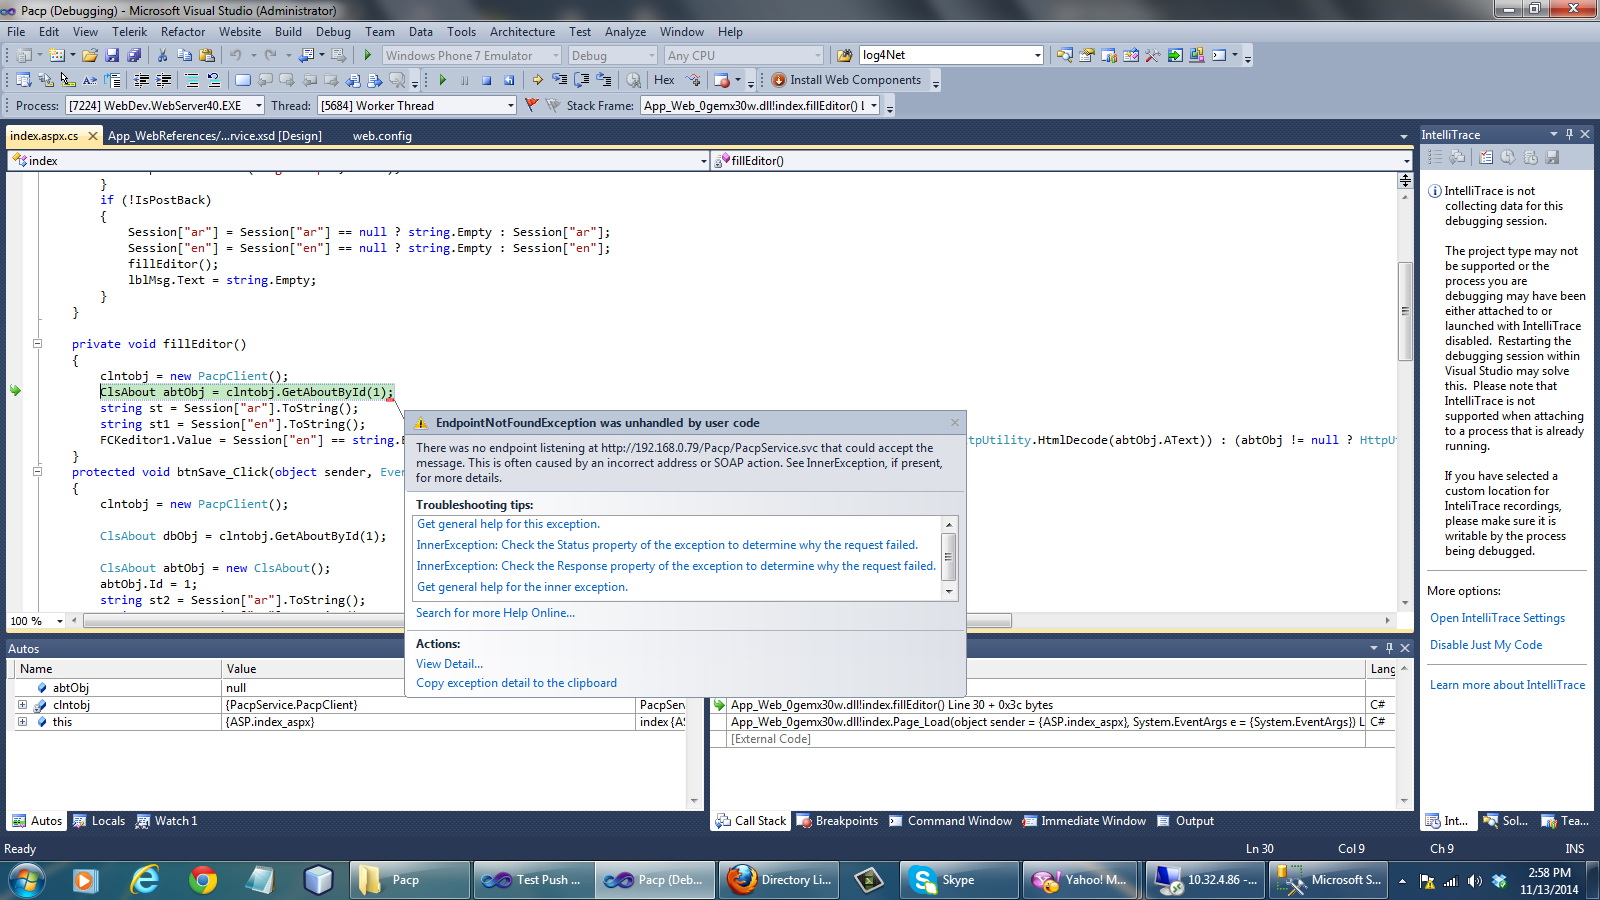 Pacp (Debugging) - Microsoft Visual Studio (Administrator)
File Edit View Telerik Refactor Website Build Debug Team Data Tools Architecture Test Analyze Window Help
Windows Phone 7 Emulator Debug Any CPU log4Net
Hex Install Web Components
Process: [7224] WebDev.WebServer40.EXE Thread: [5684] Worker Thread Stack Frame: App_Web_0gemx30w.dll!index.fillEditor() L
index.aspx.cs App_WebReferences/...rvice.xsd [Design] web.config
index fillEditor()
}
if (!IsPostBack)
{
Session["ar"] = Session["ar"] == null ? string.Empty : Session["ar"];
Session["en"] = Session["en"] == null ? string.Empty : Session["en"];
fillEditor();
lblMsg.Text = string.Empty;
}
}
private void fillEditor()
{
clntobj = new PacpClient();
ClsAbout abtObj = clntobj.GetAboutById(1);
string st = Session["ar"].ToString();
string st1 = Session["en"].ToString();
FCKeditor1.Value = Session["en"] == string.E
tpUtility.HtmlDecode(abtObj.AText)) : (abtObj != null ? HttpU
}
protected void btnSave_Click(object sender, Even
{
clntobj = new PacpClient();
ClsAbout dbObj = clntobj.GetAboutById(1);
ClsAbout abtObj = new ClsAbout();
abtObj.Id = 1;
string st2 = Session["ar"].ToString();
100 %
EndpointNotFoundException was unhandled by user code
There was no endpoint listening at http://192.168.0.79/Pacp/PacpService.svc that could accept the
message. This is often caused by an incorrect address or SOAP action. See InnerException, if present,
for more details.
Troubleshooting tips:
Get general help for this exception.
InnerException: Check the Status property of the exception to determine why the request failed.
InnerException: Check the Response property of the exception to determine why the request failed.
Get general help for the inner exception.
Search for more Help Online...
Actions:
View Detail...
Copy exception detail to the clipboard
IntelliTrace
IntelliTrace is not
collecting data for this
debugging session.
The project type may not
be supported or the
process you are
debugging may have been
either attached to or
launched with IntelliTrace
disabled. Restarting the
debugging session within
Visual Studio may solve
this. Please note that
IntelliTrace is not
supported when attaching
to a process that is already
running.
If you have selected a
custom location for
InteliTrace recordings,
please make sure it is
writable by the process
being debugged.
More options:
Open IntelliTrace Settings
Disable Just My Code
Learn more about IntelliTrace
Autos
Name Value
abtObj null
clntobj {PacpService.PacpClient} PacpServ
this {ASP.index_aspx} index {AS
Lang
App_Web_0gemx30w.dll!index.fillEditor() Line 30 + 0x3c bytes C#
App_Web_0gemx30w.dll!index.Page_Load(object sender = {ASP.index_aspx}, System.EventArgs e = {System.EventArgs}) L C#
[External Code]
Autos Locals Watch 1
Call Stack Breakpoints Command Window Immediate Window Output
Int... Sol... Tea...
Ready Ln 30 Col 9 Ch 9 INS
Pacp Test Push ... Pacp (Deb... Directory Li... Skype Yahoo! M... 10.32.4.86 -... Microsoft S...
2:58 PM
11/13/2014